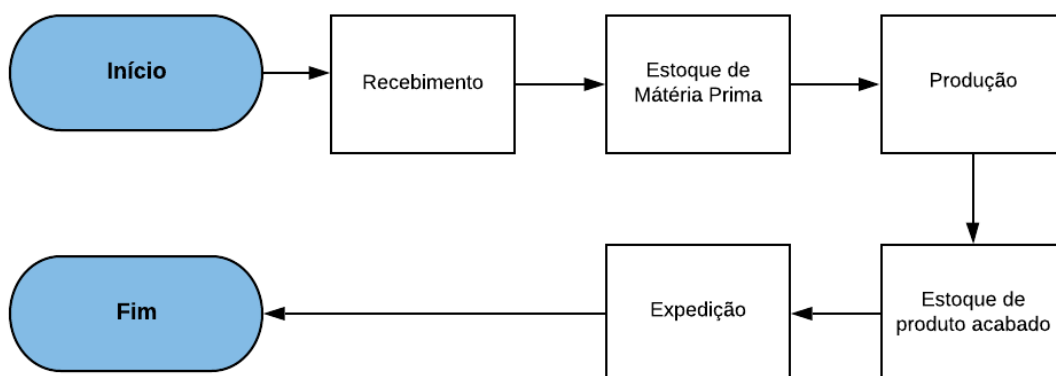 Início
Recebimento
Estoque de
Mátéria Prima
Produção
Estoque de
produto acabado
Expedição
Fim